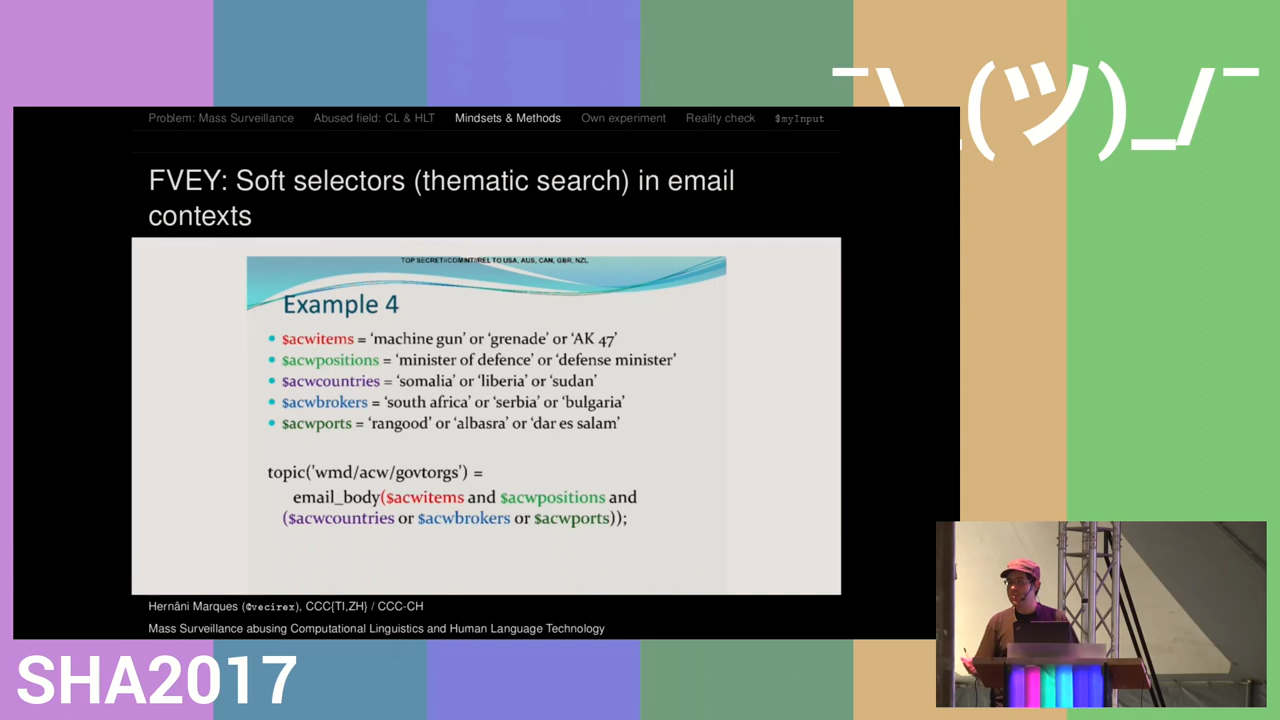 ¯\_(ツ)_/¯
Problem: Mass Surveillance Abused field: CL & HLT Mindsets & Methods Own experiment Reality check $myInput
FVEY: Soft selectors (thematic search) in email
contexts
TOP SECRET//COMINT//REL TO USA, AUS, CAN, GBR, NZL
Example 4
• $acwitems = ‘machine gun’ or ‘grenade’ or ‘AK 47’
• $acwpositions = ‘minister of defence’ or ‘defense minister’
• $acwcountries = ‘somalia’ or ‘liberia’ or ‘sudan’
• $acwbrokers = ‘south africa’ or ‘serbia’ or ‘bulgaria’
• $acwports = ‘rangood’ or ‘albasra’ or ‘dar es salam’
topic('wmd/acw/govtorgs') =
email_body($acwitems and $acwpositions and
($acwcountries or $acwbrokers or $acwports));
Hernâni Marques (@vecirex), CCC{TI,ZH} / CCC-CH
Mass Surveillance abusing Computational Linguistics and Human Language Technology
SHA2017